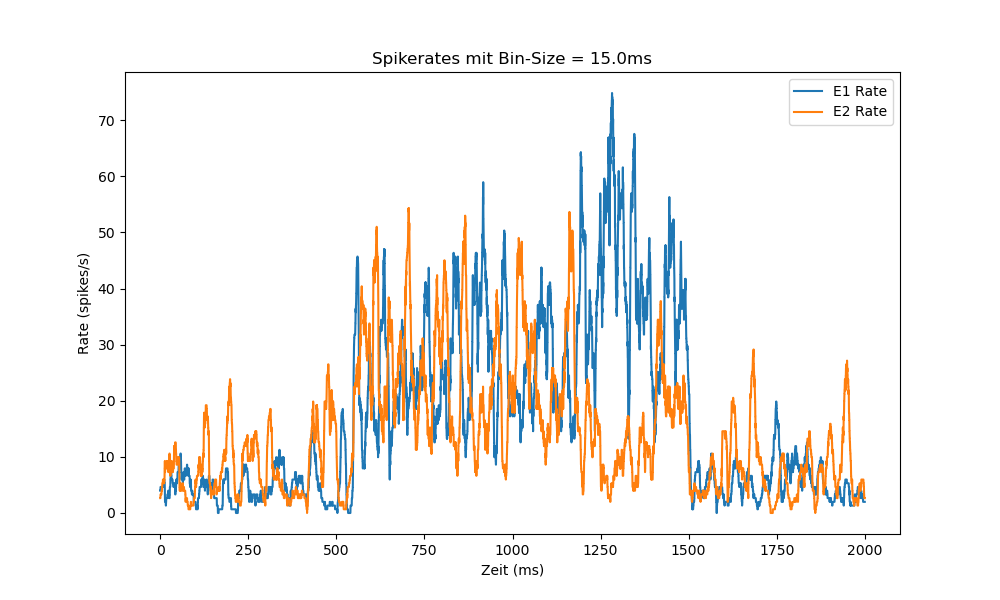 Spikerates mit Bin-Size = 15.0ms
E1 Rate
E2 Rate
Rate (spikes/s)
70
60
50
40
30
20
10
0
0 250 500 750 1000 1250 1500 1750 2000
Zeit (ms)